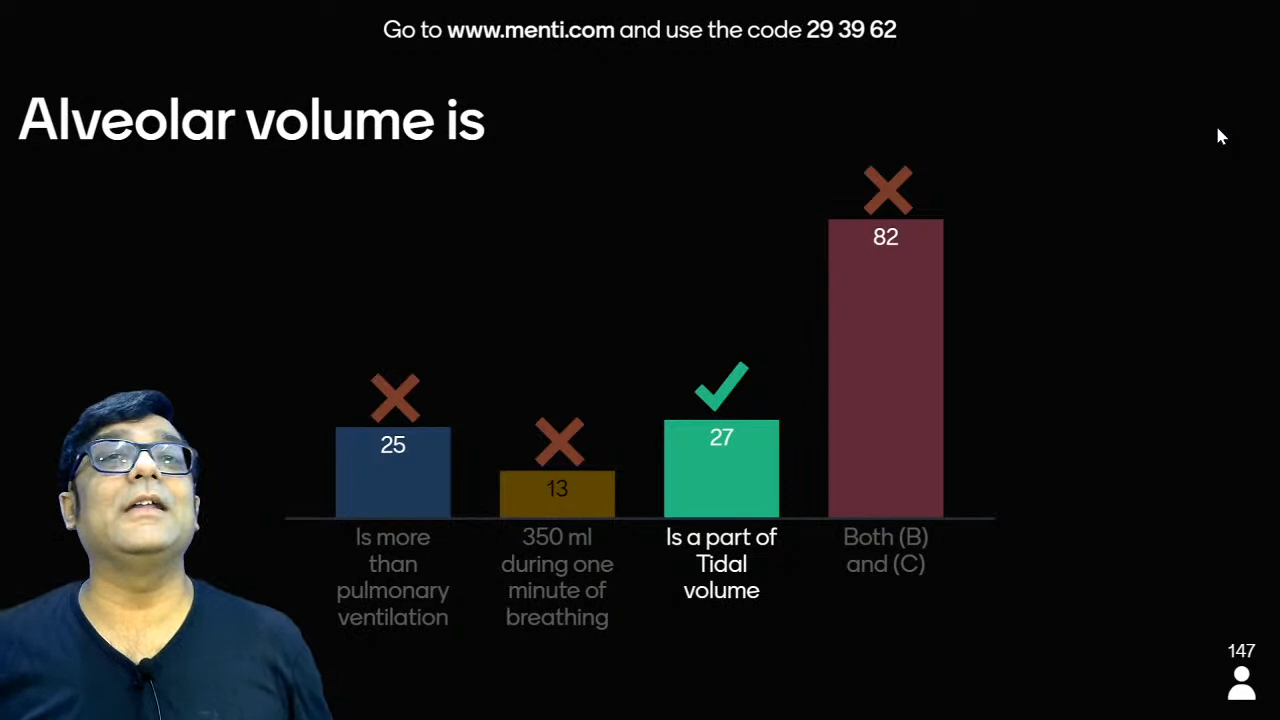 Go to www.menti.com and use the code 29 39 62
Alveolar volume is
82
25
13
27
Is more
than
pulmonary
ventilation
350 ml
during one
minute of
breathing
Is a part of
Tidal
volume
Both (B)
and (C)
147